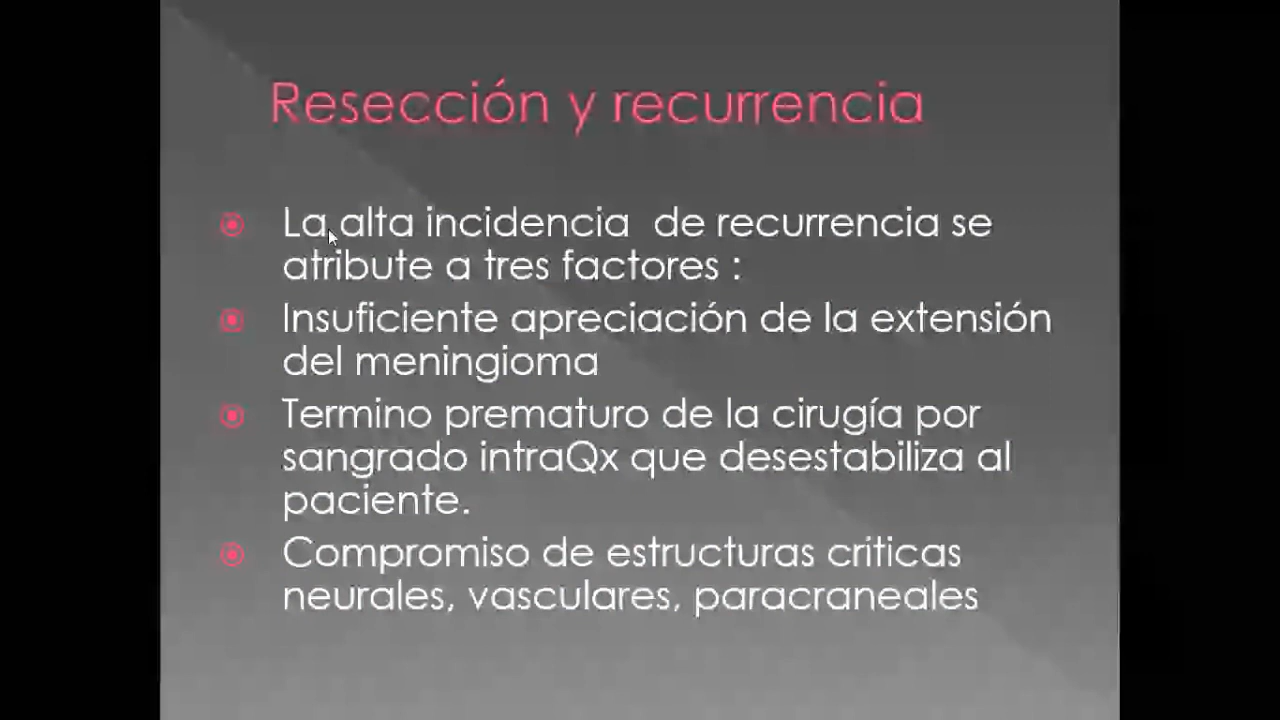 Resección y recurrencia
La alta incidencia de recurrencia se
atribute a tres factores :
Insuficiente apreciación de la extensión
del meningioma
Termino prematuro de la cirugía por
sangrado intraQx que desestabiliza al
paciente.
Compromiso de estructuras criticas
neurales, vasculares, paracraneales